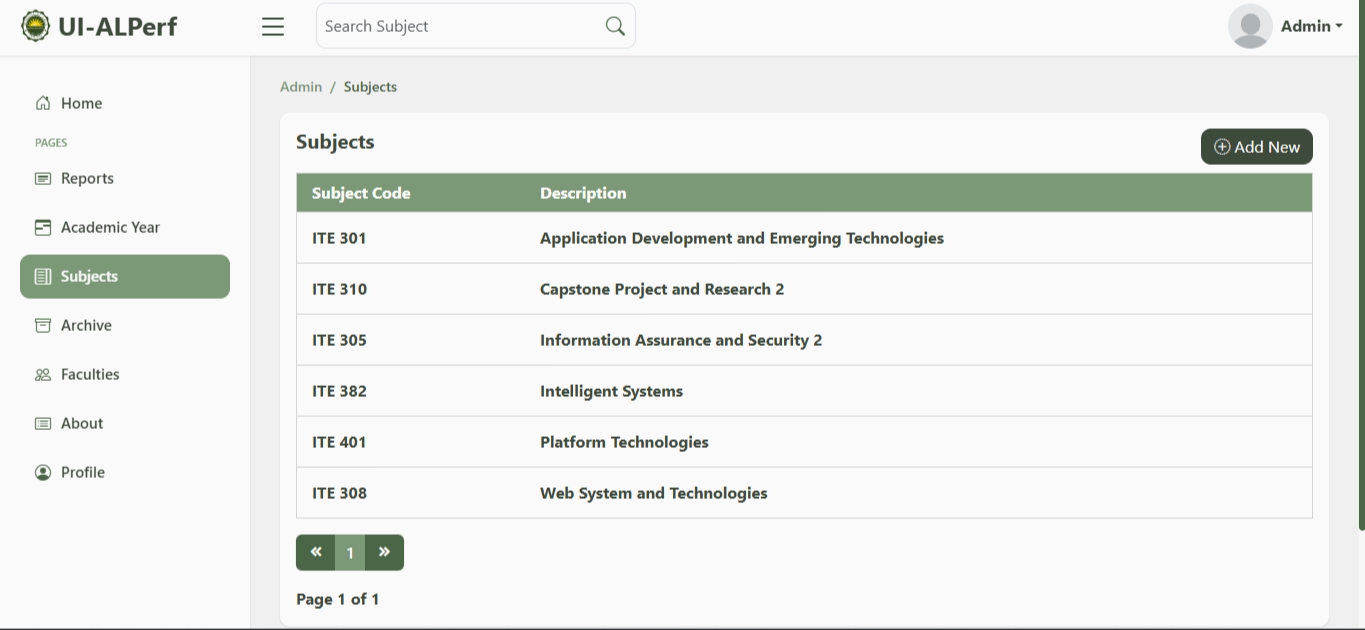 UI-ALPerf
Search Subject
Admin
Home
PAGES
Reports
Academic Year
Subjects
Archive
Faculties
About
Profile
Admin / Subjects
Subjects
Add New
Subject Code Description
ITE 301 Application Development and Emerging Technologies
ITE 310 Capstone Project and Research 2
ITE 305 Information Assurance and Security 2
ITE 382 Intelligent Systems
ITE 401 Platform Technologies
ITE 308 Web System and Technologies
« 1 »
Page 1 of 1